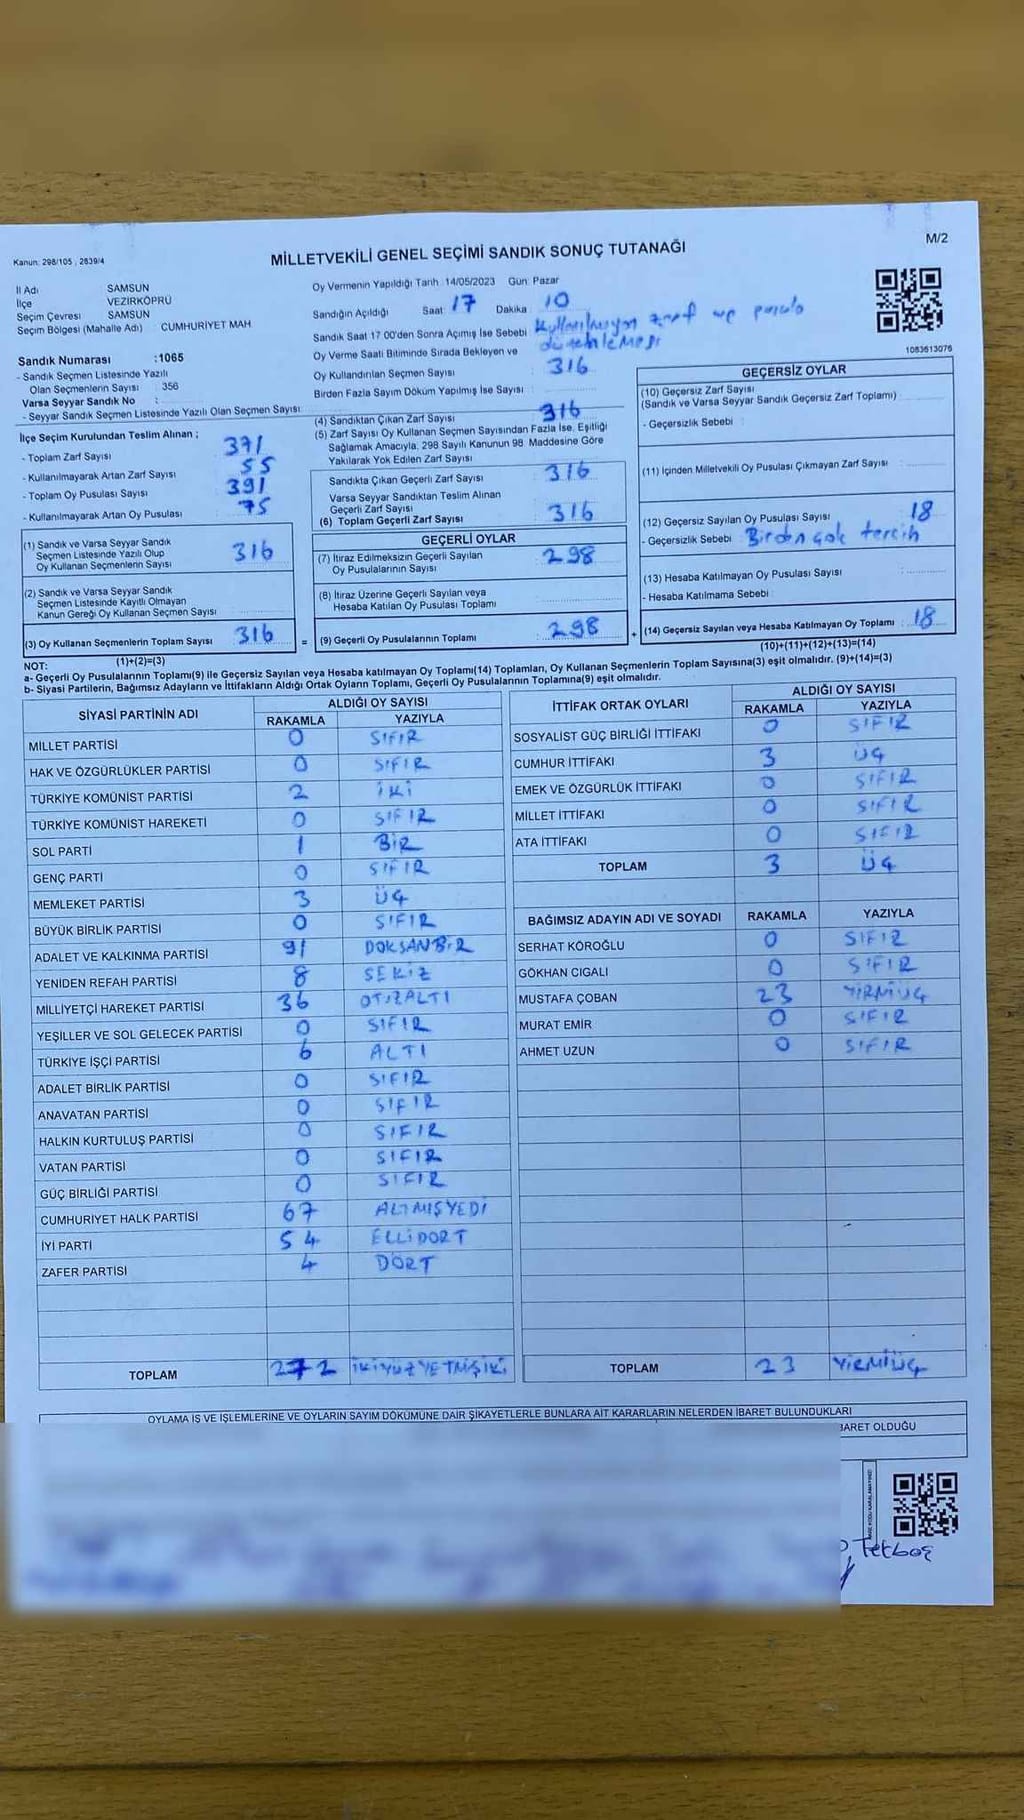 M/2
Kanun: 298/105 , 2839/4
MİLLETVEKİLİ GENEL SEÇİMİ SANDIK SONUÇ TUTANAĞI
İl Adı SAMSUN
İlçe VEZİRKÖPRÜ
Seçim Çevresi SAMSUN
Seçim Bölgesi (Mahalle Adı) CUMHURİYET MAH
Sandık Numarası :1065
- Sandık Seçmen Listesinde Yazılı
Olan Seçmenlerin Sayısı : 356
Varsa Seyyar Sandık No :
- Seyyar Sandık Seçmen Listesinde Yazılı Olan Seçmen Sayısı
Oy Vermenin Yapıldığı Tarih: 14/05/2023 Gün: Pazar
Sandığın Açıldığı Saat: 17 Dakika: 10
Sandık Saat 17 00'den Sonra Açımış İse Sebebi Kullanılmayan zarf ve pusula
Oy Verme Saati Bitiminde Sırada Bekleyen ve
Oy Kullandırılan Seçmen Sayısı : 316
Birden Fazla Sayım Döküm Yapılmış İse Sayısı :
1083613076
İlçe Seçim Kurulundan Teslim Alınan ;
- Toplam Zarf Sayısı 371
- Kullanılmayarak Artan Zarf Sayısı 55
- Toplam Oy Pusulası Sayısı 391
- Kullanılmayarak Artan Oy Pusulası 75
(4) Sandıktan Çıkan Zarf Sayısı 316
(5) Zarf Sayısı Oy Kullanan Seçmen Sayısından Fazla İse, Eşitliği
Sağlamak Amacıyla; 298 Sayılı Kanunun 98 Maddesine Göre
Yakılarak Yok Edilen Zarf Sayısı
Sandıkta Çıkan Geçerli Zarf Sayısı : 316
Varsa Seyyar Sandıktan Teslim Alınan
Geçerli Zarf Sayısı
(6) Toplam Geçerli Zarf Sayısı : 316
GEÇERSİZ OYLAR
(10) Geçersiz Zarf Sayısı
(Sandık ve Varsa Seyyar Sandık Geçersiz Zarf Toplamı)
- Geçersizlik Sebebi :
(11) İçinden Milletvekili Oy Pusulası Çıkmayan Zarf Sayısı
(12) Geçersiz Sayılan Oy Pusulası Sayısı : 18
- Geçersizlik Sebebi : Birden çok tercih
(13) Hesaba Katılmayan Oy Pusulası Sayısı :
- Hesaba Katılmama Sebebi :
(14) Geçersiz Sayılan veya Hesaba Katılmayan Oy Toplamı : 18
(10)+(11)+(12)+(13)=(14)
(1) Sandık ve Varsa Seyyar Sandık
Seçmen Listesinde Yazılı Olup
Oy Kullanan Seçmenlerin Sayısı 316
(2) Sandık ve Varsa Seyyar Sandık
Seçmen Listesinde Kayıtlı Olmayan
Kanun Gereği Oy Kullanan Seçmen Sayısı
(3) Oy Kullanan Seçmenlerin Toplam Sayısı 316
(1)+(2)=(3)
GEÇERLİ OYLAR
(7) İtiraz Edilmeksizin Geçerli Sayılan
Oy Pusulalarının Sayısı : 298
(8) İtiraz Üzerine Geçerli Sayılan veya
Hesaba Katılan Oy Pusulası Toplamı
= (9) Geçerli Oy Pusulalarının Toplamı : 298 +
NOT:
a- Geçerli Oy Pusulalarının Toplamı(9) ile Geçersiz Sayılan veya Hesaba katılmayan Oy Toplamı(14) Toplamları, Oy Kullanan Seçmenlerin Toplam Sayısına(3) eşit olmalıdır. (9)+(14)=(3)
b- Siyasi Partilerin, Bağımsız Adayların ve İttifakların Aldığı Ortak Oyların Toplamı, Geçerli Oy Pusulalarının Toplamına(9) eşit olmalıdır.
SİYASİ PARTİNİN ADI ALDIĞI OY SAYISI
RAKAMLA YAZIYLA
MİLLET PARTİSİ 0 SIFIR
HAK VE ÖZGÜRLÜKLER PARTİSİ 0 SIFIR
TÜRKİYE KOMÜNİST PARTİSİ 2 İKİ
TÜRKİYE KOMÜNİST HAREKETİ 0 SIFIR
SOL PARTİ 1 BİR
GENÇ PARTİ 0 SIFIR
MEMLEKET PARTİSİ 3 ÜÇ
BÜYÜK BİRLİK PARTİSİ 0 SIFIR
ADALET VE KALKINMA PARTİSİ 91 DOKSANBİR
YENİDEN REFAH PARTİSİ 8 SEKİZ
MİLLİYETÇİ HAREKET PARTİSİ 36 OTUZALTI
YEŞİLLER VE SOL GELECEK PARTİSİ 0 SIFIR
TÜRKİYE İŞÇİ PARTİSİ 6 ALTI
ADALET BİRLİK PARTİSİ 0 SIFIR
ANAVATAN PARTİSİ 0 SIFIR
HALKIN KURTULUŞ PARTİSİ 0 SIFIR
VATAN PARTİSİ 0 SIFIR
GÜÇ BİRLİĞİ PARTİSİ 0 SIFIR
CUMHURİYET HALK PARTİSİ 67 ALTMIŞYEDİ
İYİ PARTİ 54 ELLİDÖRT
ZAFER PARTİSİ 4 DÖRT
TOPLAM 272 İKİYÜZYETMİŞİKİ
İTTİFAK ORTAK OYLARI ALDIĞI OY SAYISI
RAKAMLA YAZIYLA
SOSYALİST GÜÇ BİRLİĞİ İTTİFAKI 0 SIFIR
CUMHUR İTTİFAKI 3 ÜÇ
EMEK VE ÖZGÜRLÜK İTTİFAKI 0 SIFIR
MİLLET İTTİFAKI 0 SIFIR
ATA İTTİFAKI 0 SIFIR
TOPLAM 3 ÜÇ
BAĞIMSIZ ADAYIN ADI VE SOYADI RAKAMLA YAZIYLA
SERHAT KÖROĞLU 0 SIFIR
GÖKHAN CIGALI 0 SIFIR
MUSTAFA ÇOBAN 23 YİRMİÜÇ
MURAT EMİR 0 SIFIR
AHMET UZUN 0 SIFIR
TOPLAM 23 YİRMİÜÇ
OYLAMA İŞ VE İŞLEMLERİNE VE OYLARIN SAYIM DÖKÜMÜNE DAİR ŞİKAYETLERLE BUNLARA AİT KARARLARIN NELERDEN İBARET BULUNDUKLARI
BARET OLDUĞU